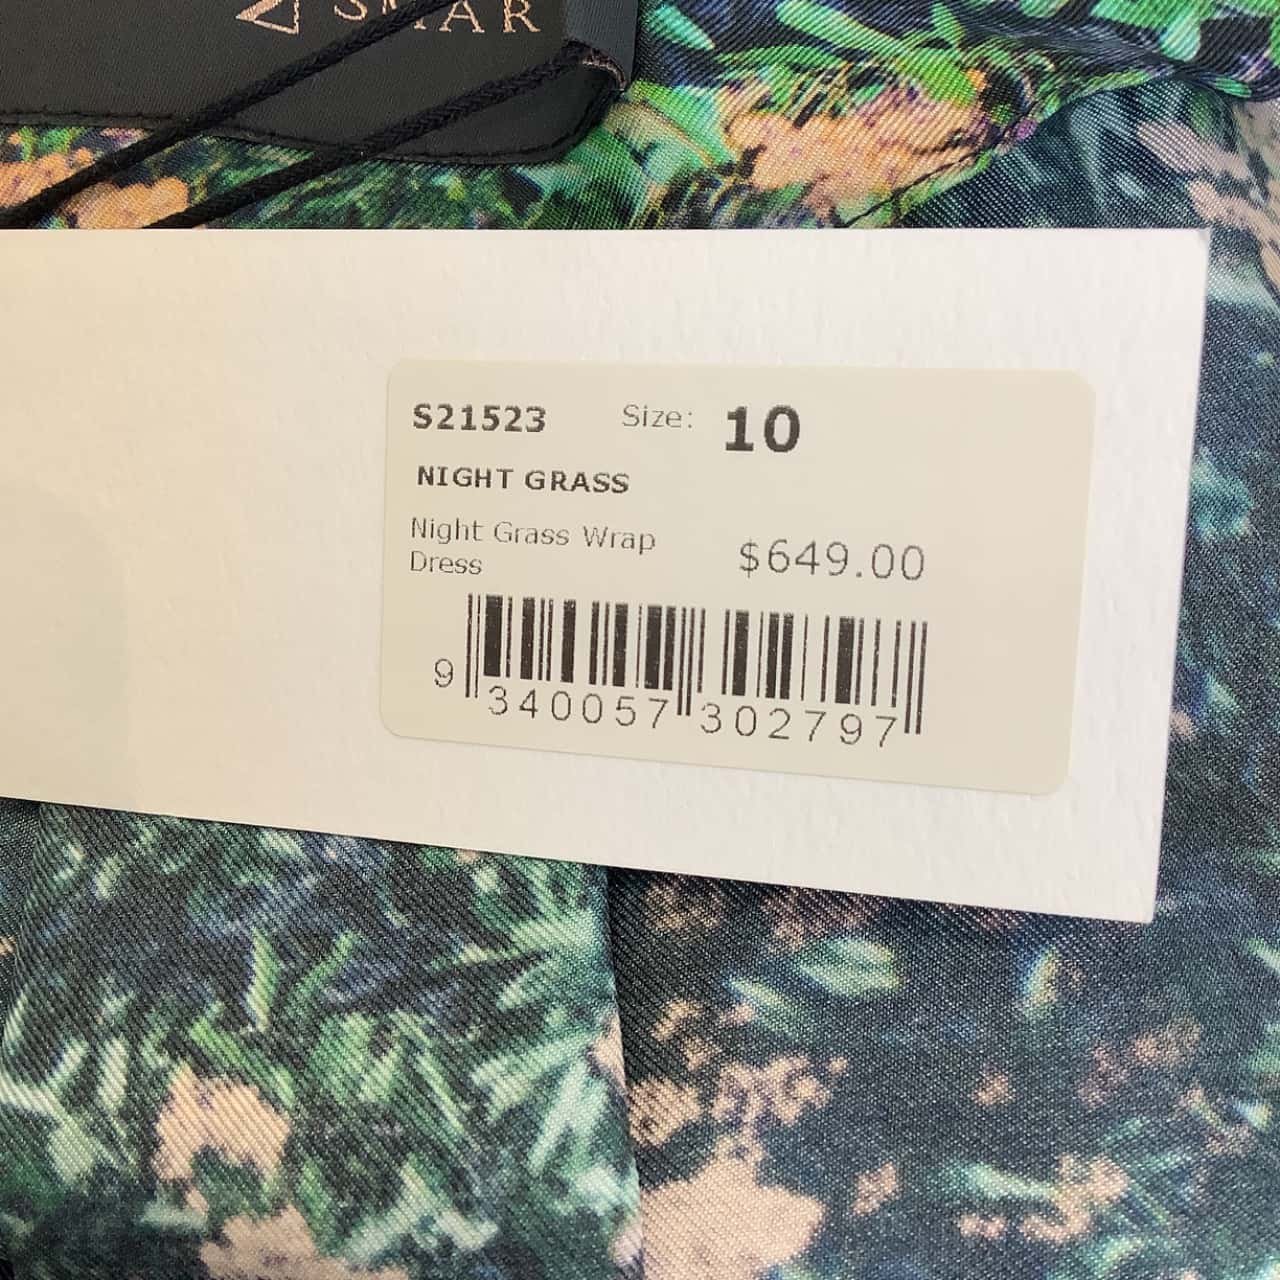 S21523 Size: 10
NIGHT GRASS
Night Grass Wrap
Dress
$649.00
9 340057 302797